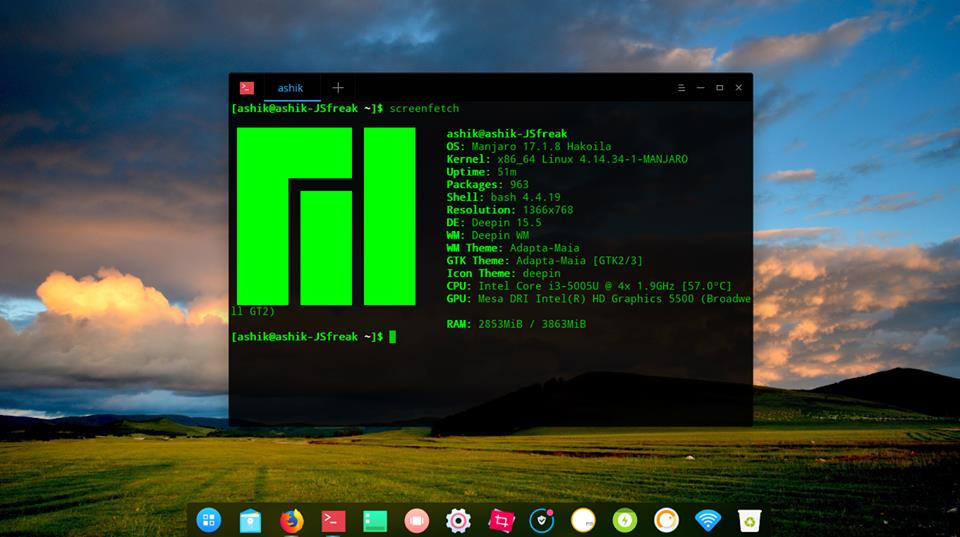 ashik
[ashik@ashik-JSfreak ~]$ screenfetch
ashik@ashik-JSfreak
OS: Manjaro 17.1.8 Hakoila
Kernel: x86_64 Linux 4.14.34-1-MANJARO
Uptime: 51m
Packages: 963
Shell: bash 4.4.19
Resolution: 1366x768
DE: Deepin 15.5
WM: Deepin WM
WM Theme: Adapta-Maia
GTK Theme: Adapta-Maia [GTK2/3]
Icon Theme: deepin
CPU: Intel Core i3-5005U @ 4x 1.9GHz [57.0°C]
GPU: Mesa DRI Intel(R) HD Graphics 5500 (Broadwe
ll GT2)
RAM: 2853MiB / 3863MiB
[ashik@ashik-JSfreak ~]$